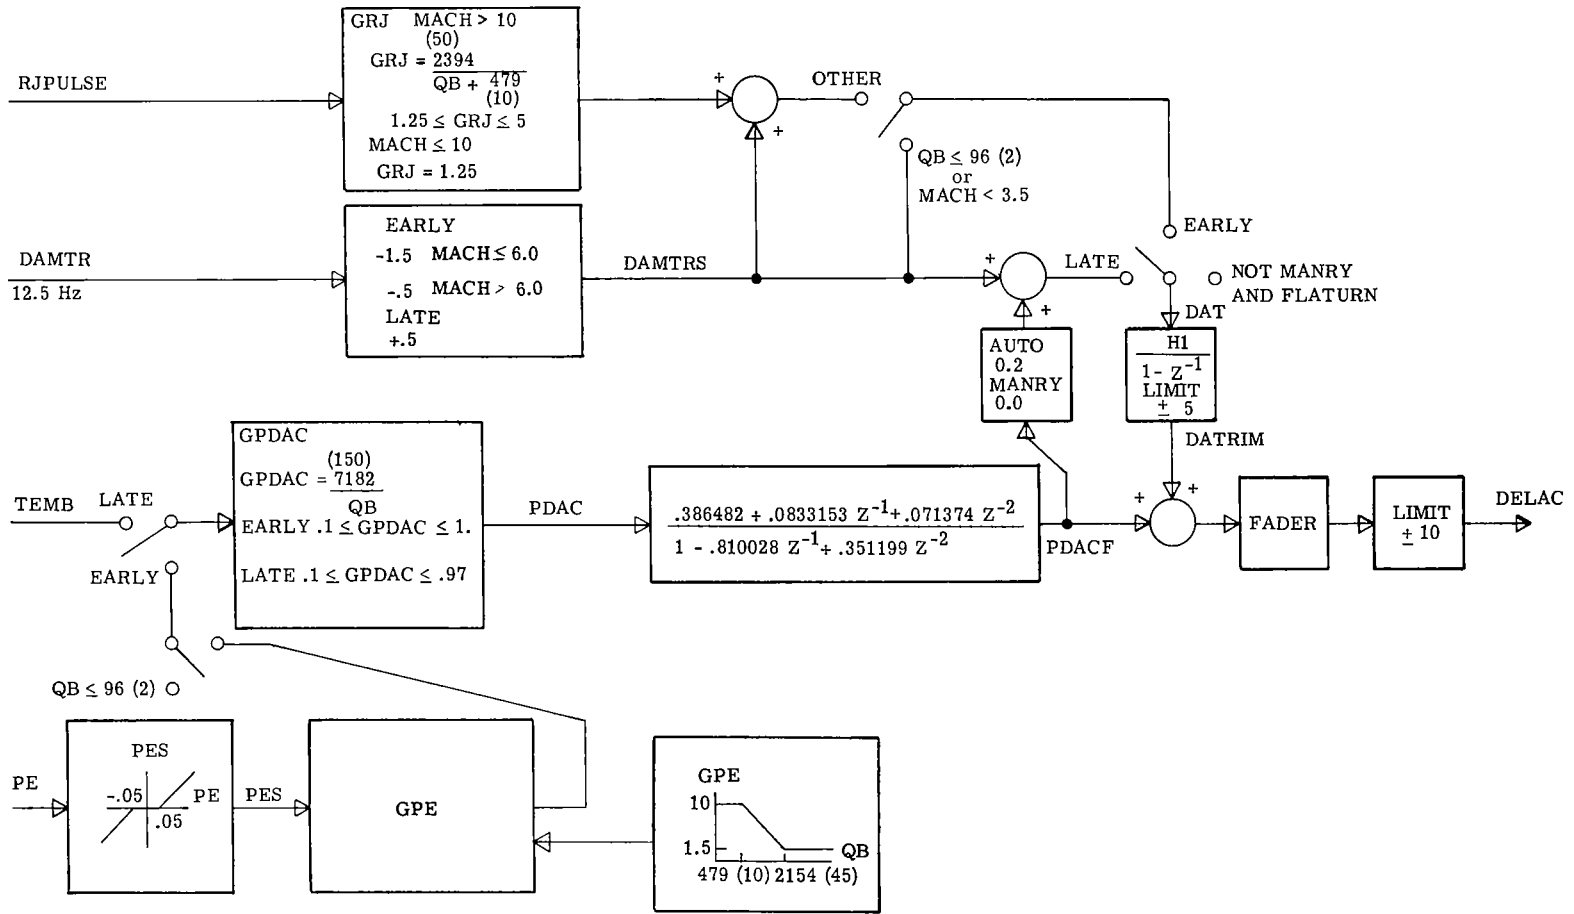 GRJ MACH > 10
(50)
GRJ = 2394
QB + 479
(10)
1.25 ≤ GRJ ≤ 5
MACH ≤ 10
GRJ = 1.25
RJPULSE
+
+
OTHER
QB ≤ 96 (2)
or
MACH < 3.5
DAMTR
12.5 Hz
EARLY
-1.5 MACH ≤ 6.0
-.5 MACH > 6.0
LATE
+.5
DAMTRS
+
+
LATE
EARLY
NOT MANRY
AND FLATURN
DAT
AUTO
0.2
MANRY
0.0
H1
1- Z⁻¹
LIMIT
± 5
DATRIM
TEMB
LATE
EARLY
GPDAC
(150)
GPDAC = 7182
QB
EARLY .1 ≤ GPDAC ≤ 1.
LATE .1 ≤ GPDAC ≤ .97
PDAC
.386482 + .0833153 Z⁻¹+ .071374 Z⁻²
1 - .810028 Z⁻¹+ .351199 Z⁻²
PDACF
+
+
FADER
LIMIT
± 10
DELAC
QB ≤ 96 (2)
PE
PES
-.05
PE
.05
PES
GPE
GPE
10
1.5
QB
479 (10) 2154 (45)